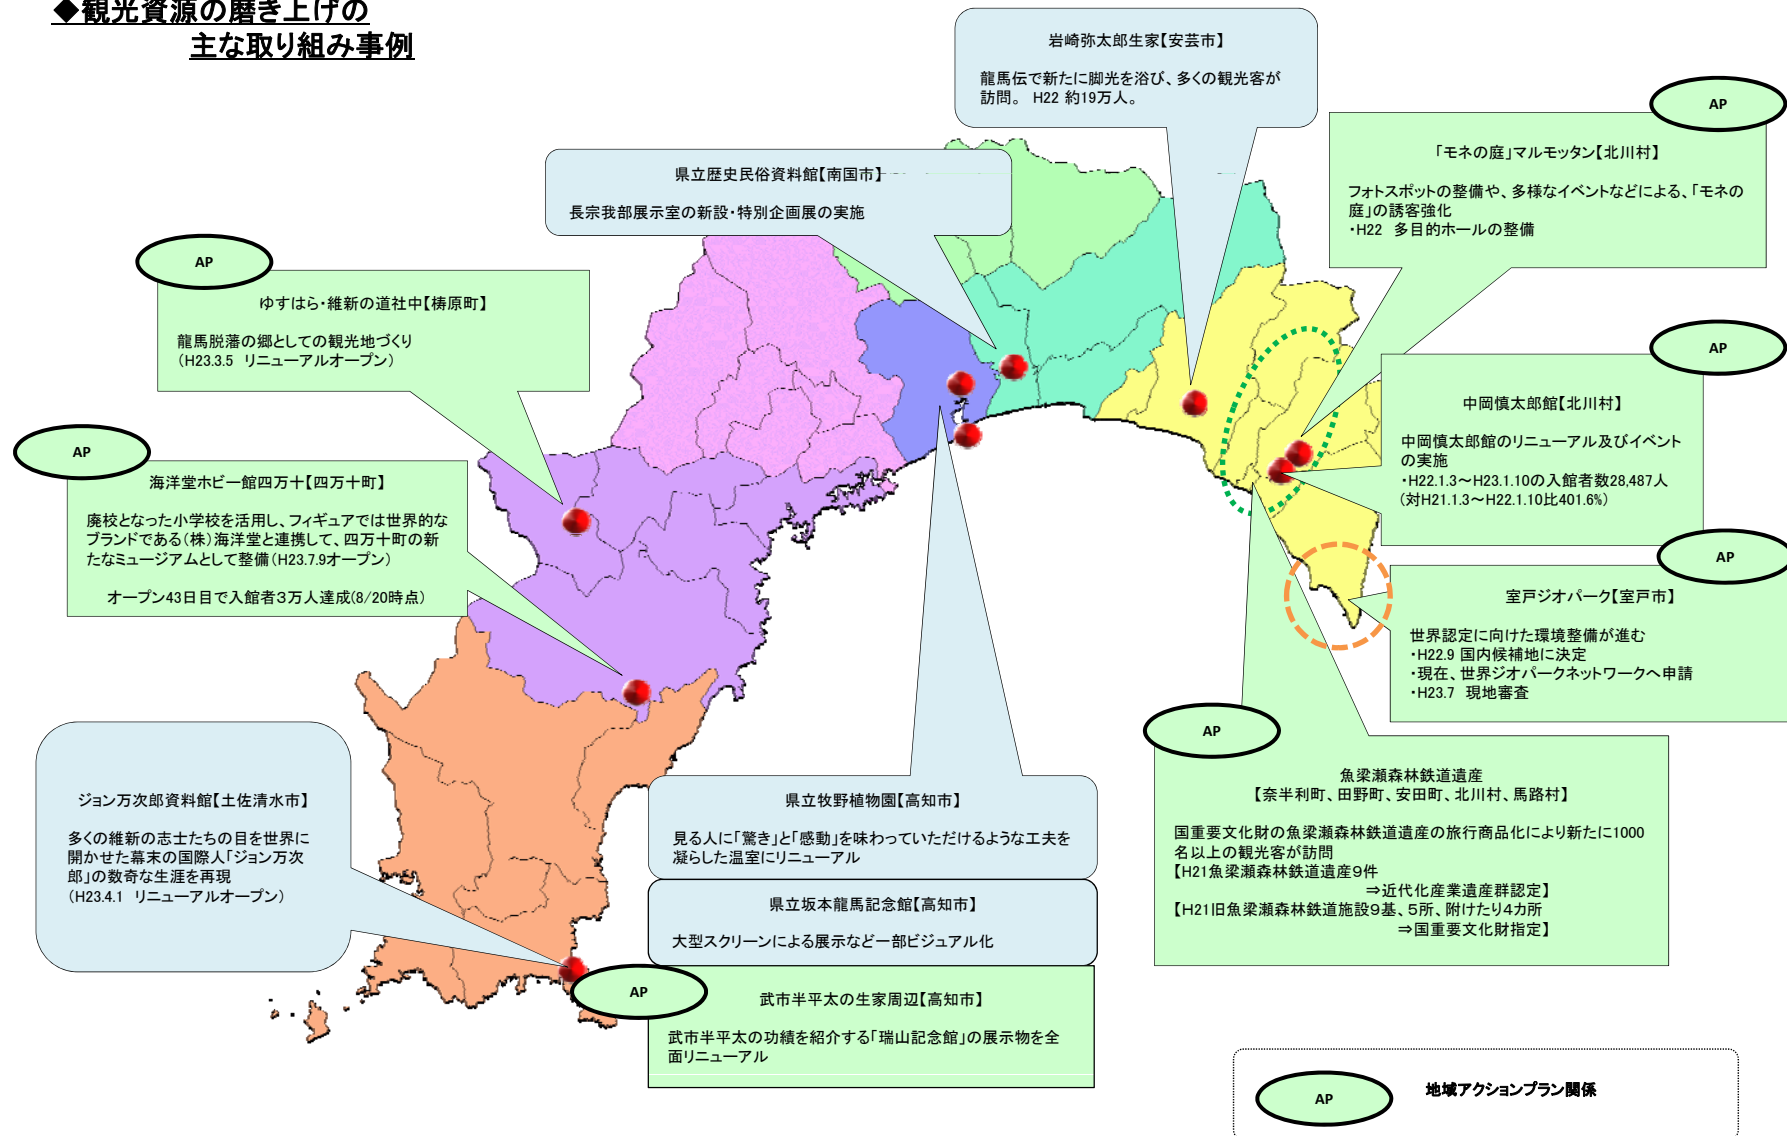 ◆観光資源の磨き上げの
主な取り組み事例
岩崎弥太郎生家【安芸市】
龍馬伝で新たに脚光を浴び、多くの観光客が
訪問。 H22 約19万人。
AP
「モネの庭」マルモッタン【北川村】
フォトスポットの整備や、多様なイベントなどによる、「モネの
庭」の誘客強化
・H22 多目的ホールの整備
県立歴史民俗資料館【南国市】
長宗我部展示室の新設・特別企画展の実施
AP
ゆすはら・維新の道社中【梼原町】
龍馬脱藩の郷としての観光地づくり
(H23.3.5 リニューアルオープン)
AP
中岡慎太郎館【北川村】
中岡慎太郎館のリニューアル及びイベント
の実施
・H22.1.3～H23.1.10の入館者数28,487人
(対H21.1.3～H22.1.10比401.6%)
AP
海洋堂ホビー館四万十【四万十町】
廃校となった小学校を活用し、フィギュアでは世界的な
ブランドである(株)海洋堂と連携して、四万十町の新
たなミュージアムとして整備(H23.7.9オープン)
オープン43日目で入館者3万人達成(8/20時点)
AP
室戸ジオパーク【室戸市】
世界認定に向けた環境整備が進む
・H22.9 国内候補地に決定
・現在、世界ジオパークネットワークへ申請
・H23.7 現地審査
AP
魚梁瀬森林鉄道遺産
【奈半利町、田野町、安田町、北川村、馬路村】
国重要文化財の魚梁瀬森林鉄道遺産の旅行商品化により新たに1000
名以上の観光客が訪問
【H21魚梁瀬森林鉄道遺産9件
⇒近代化産業遺産群認定】
【H21旧魚梁瀬森林鉄道施設9基、5所、附けたり4カ所
⇒国重要文化財指定】
ジョン万次郎資料館【土佐清水市】
多くの維新の志士たちの目を世界に
開かせた幕末の国際人「ジョン万次
郎」の数奇な生涯を再現
(H23.4.1 リニューアルオープン)
県立牧野植物園【高知市】
見る人に「驚き」と「感動」を味わっていただけるような工夫を
凝らした温室にリニューアル
県立坂本龍馬記念館【高知市】
大型スクリーンによる展示など一部ビジュアル化
AP
武市半平太の生家周辺【高知市】
武市半平太の功績を紹介する「瑞山記念館」の展示物を全
面リニューアル
AP
地域アクションプラン関係